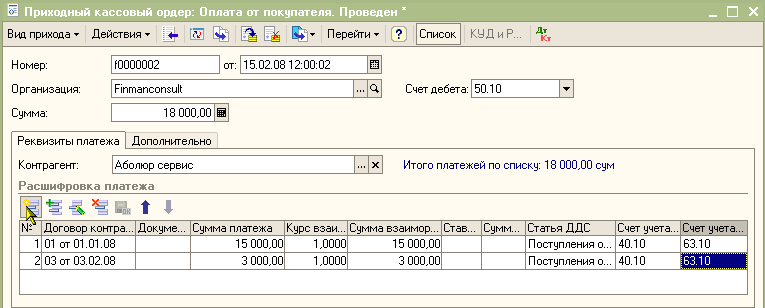 Приходный кассовый ордер: Оплата от покупателя. Проведен *
Вид прихода Действия Перейти Список КУД и Р... Дт Кт
Номер: f0000002 от: 15.02.08 12:00:02
Организация: Finmanconsult ... Счет дебета: 50.10
Сумма: 18 000,00
Реквизиты платежа Дополнительно
Контрагент: Аболюр сервис ... Итого платежей по списку: 18 000,00 сум
Расшифровка платежа
№ Договор контра... Докуме... Сумма платежа Курс взаи... Сумма взаимор... Став... Сумм... Статья ДДС Счет учета... Счет учета...
1 01 от 01.01.08 15 000,00 1,0000 15 000,00 Поступления о... 40.10 63.10
2 03 от 03.02.08 3 000,00 1,0000 3 000,00 Поступления о... 40.10 63.10